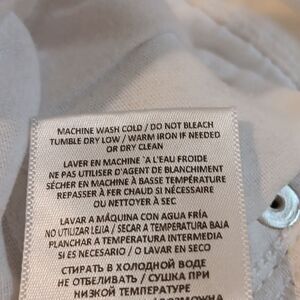 MACHINE WASH COLD / DO NOT BLEACH
TUMBLE DRY LOW / WARM IRON IF NEEDED
OR DRY CLEAN
LAVER EN MACHINE `A L'EAU FROIDE
NE PAS UTILISER D'AGENT DE BLANCHIMENT
SÉCHER EN MACHINE À BASSE TEMPÉRATURE
REPASSER À FER CHAUD SI NÉCESSAIRE
OU NETTOYER À SEC
LAVAR A MÁQUINA CON AGUA FRÍA
NO UTILIZAR LEJIA / SECAR A TEMPERATURA BAJA
PLANCHAR A TEMPERATURA INTERMEDIA
SI ES NECESARIO / O LAVAR EN SECO
СТИРАТЬ В ХОЛОДНОЙ ВОДЕ
НЕ ОТБЕЛИВАТЬ / СУШКА ПРИ
НИЗКОЙ ТЕМПЕРАТУРЕ